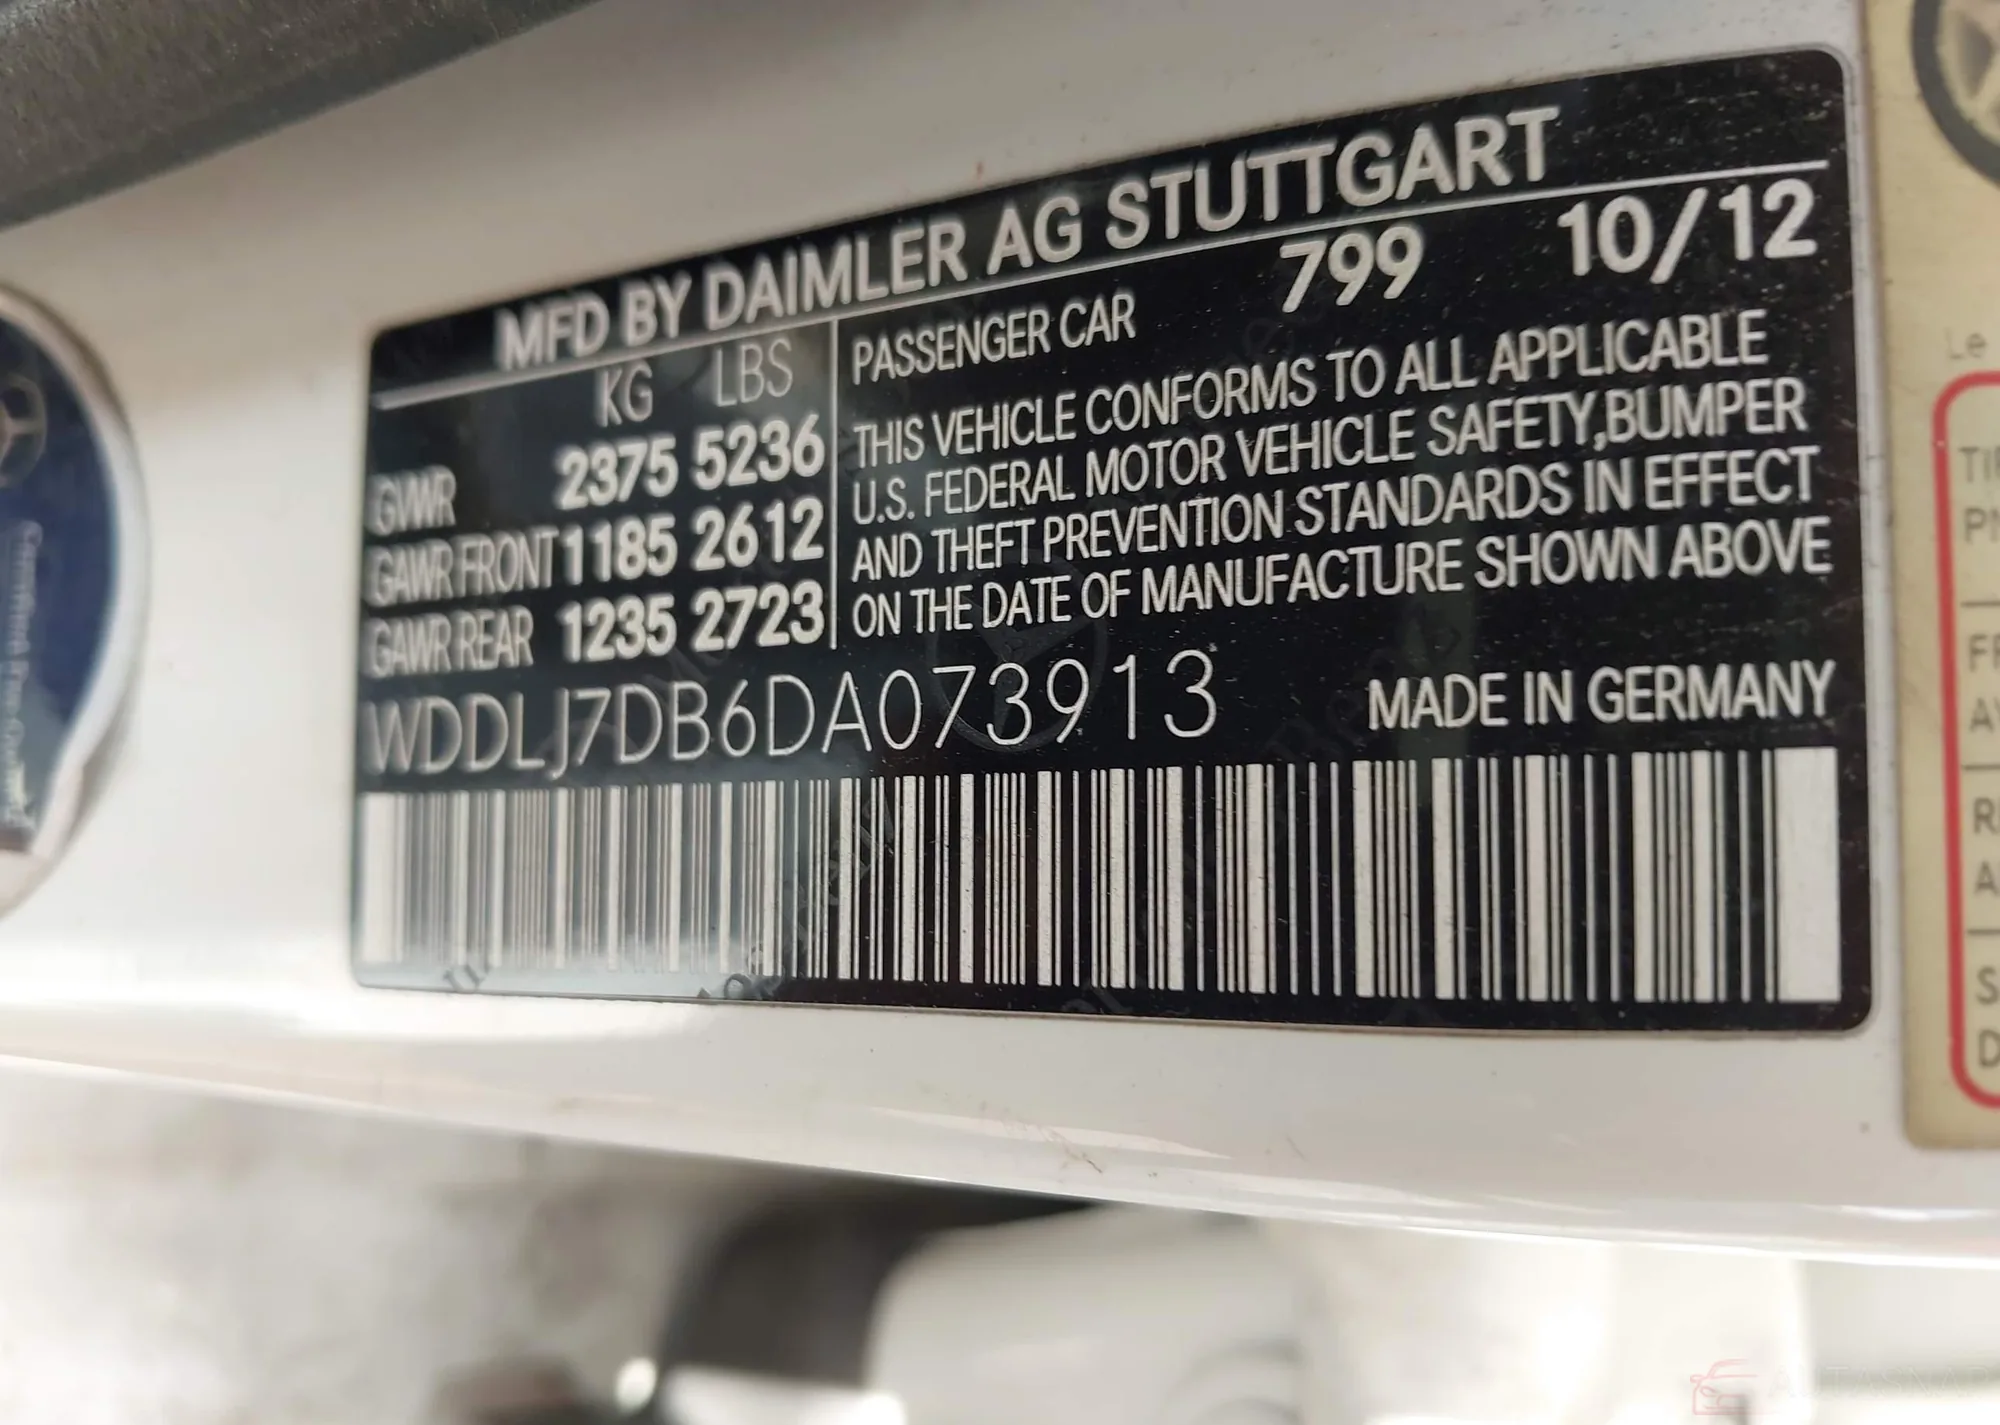 MFD BY DAIMLER AG STUTTGART
KG LBS
GVWR 2375 5236
GAWR FRONT 1185 2612
GAWR REAR 1235 2723
PASSENGER CAR 799 10/12
THIS VEHICLE CONFORMS TO ALL APPLICABLE
U.S. FEDERAL MOTOR VEHICLE SAFETY,BUMPER
AND THEFT PREVENTION STANDARDS IN EFFECT
ON THE DATE OF MANUFACTURE SHOWN ABOVE
WDDLJ7DB6DA073913 MADE IN GERMANY
Le